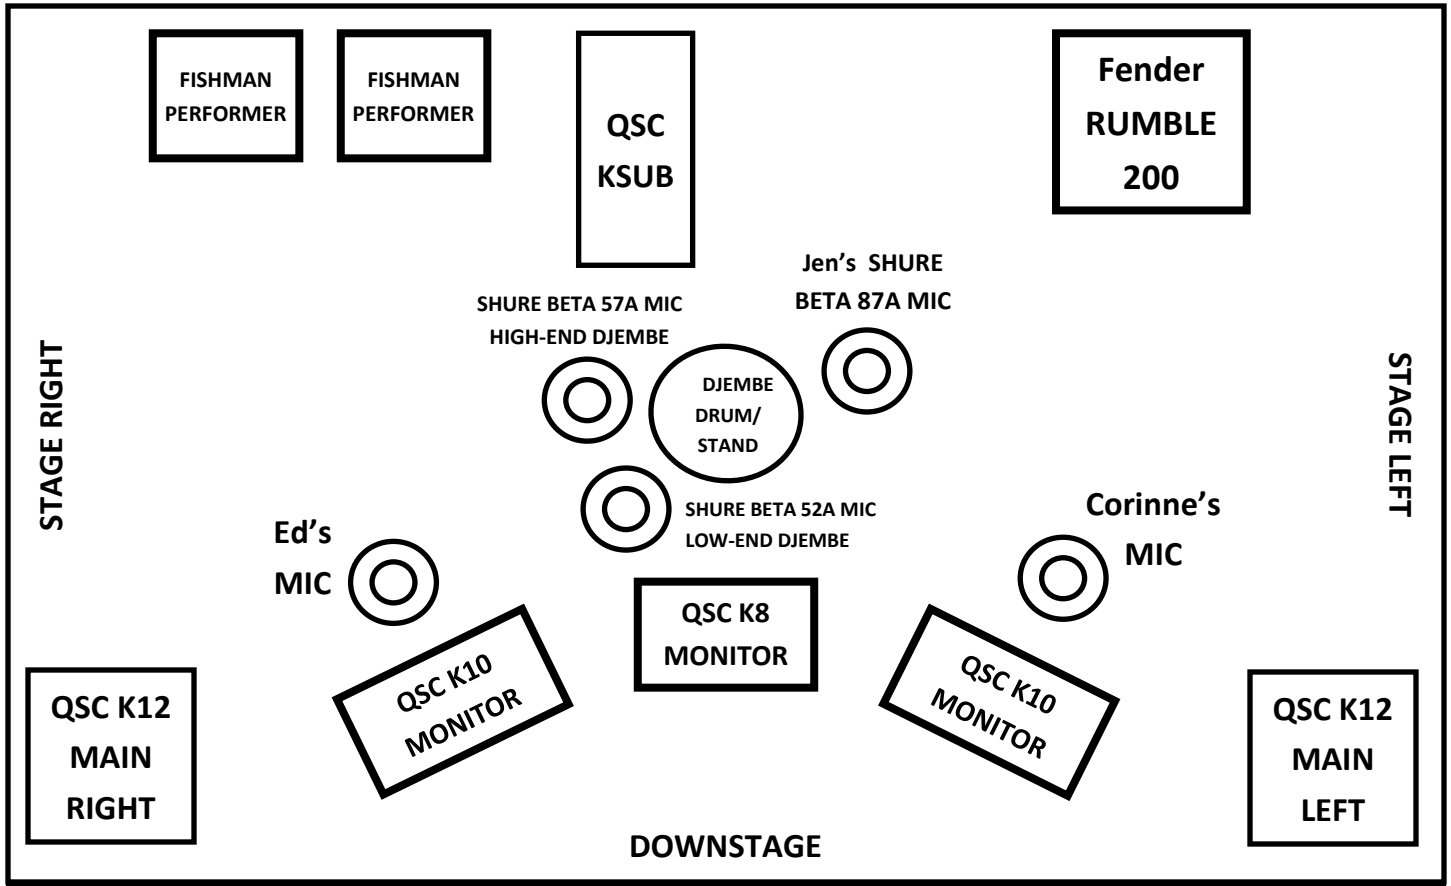 FISHMAN
PERFORMER
FISHMAN
PERFORMER
QSC
KSUB
Fender
RUMBLE
200
Jen’s SHURE
BETA 87A MIC
SHURE BETA 57A MIC
HIGH-END DJEMBE
DJEMBE
DRUM/
STAND
STAGE RIGHT
STAGE LEFT
SHURE BETA 52A MIC
LOW-END DJEMBE
Ed’s
MIC
Corinne’s
MIC
QSC K8
MONITOR
QSC K10
MONITOR
QSC K10
MONITOR
QSC K12
MAIN
RIGHT
QSC K12
MAIN
LEFT
DOWNSTAGE